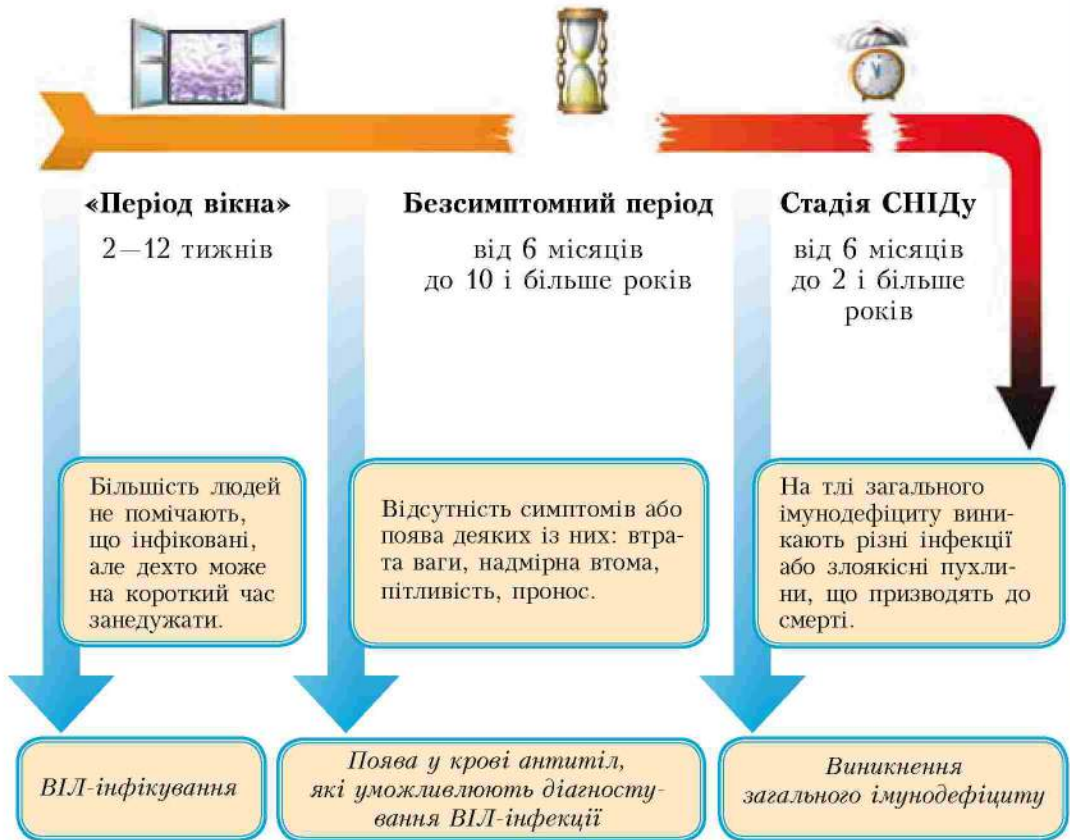 «Період вікна»
2—12 тижнів
Безсимптомний період
від 6 місяців
до 10 і більше років
Стадія СНІДу
від 6 місяців
до 2 і більше
років
Більшість людей
не помічають,
що інфіковані,
але дехто може
на короткий час
занедужати.
Відсутність симптомів або
поява деяких із них: втра-
та ваги, надмірна втома,
пітливість, пронос.
На тлі загального
імунодефіциту вини-
кають різні інфекції
або злоякісні пухли-
ни, що призводять до
смерті.
ВІЛ-інфікування
Поява у крові антитіл,
які уможливлюють діагносту-
вання ВІЛ-інфекції
Виникнення
загального імунодефіциту